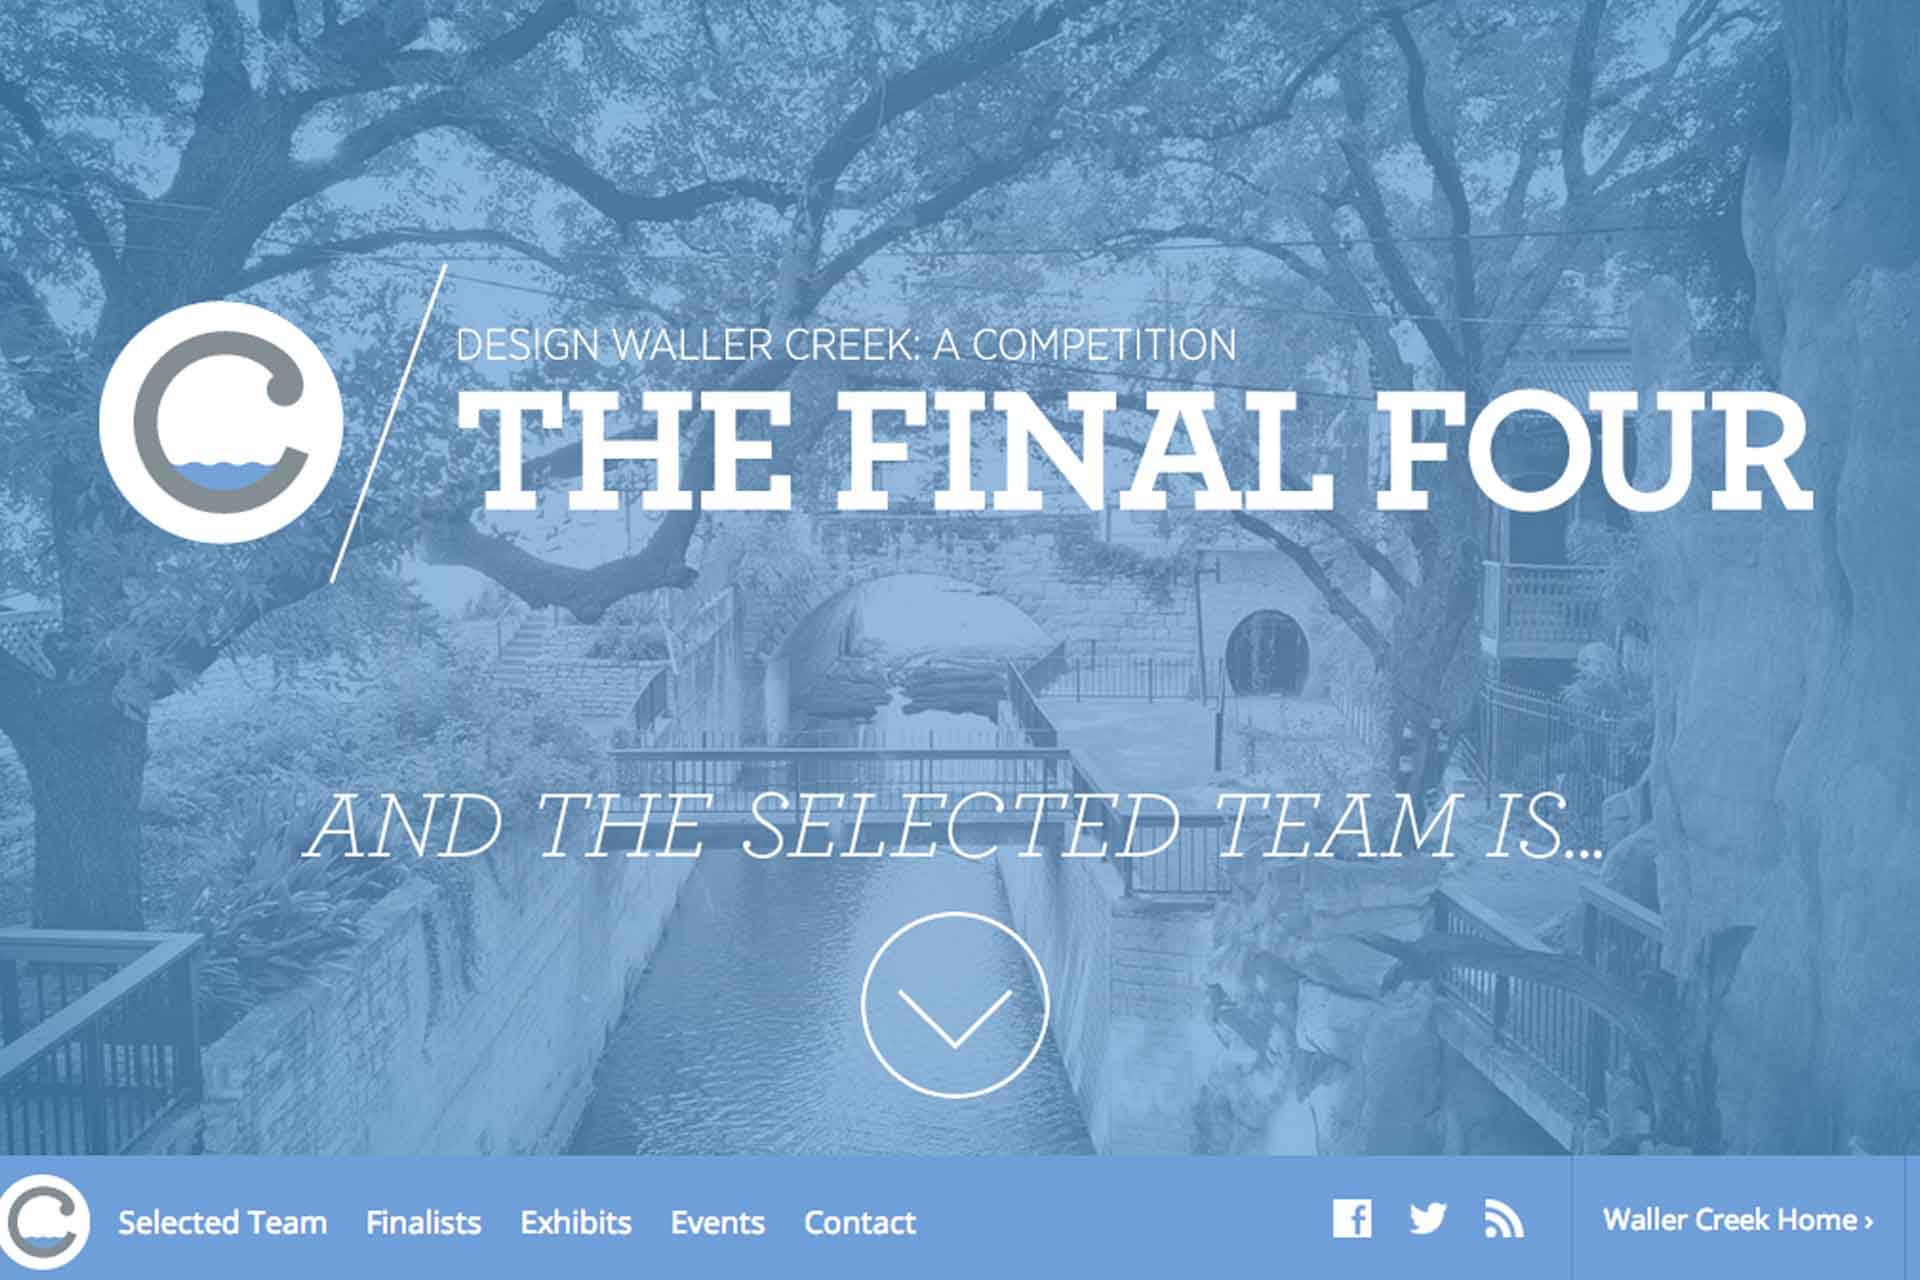 DESIGN WALLER CREEK: A COMPETITION
THE FINAL FOUR
AND THE SELECTED TEAM IS...
Selected Team Finalists Exhibits Events Contact Waller Creek Home ›